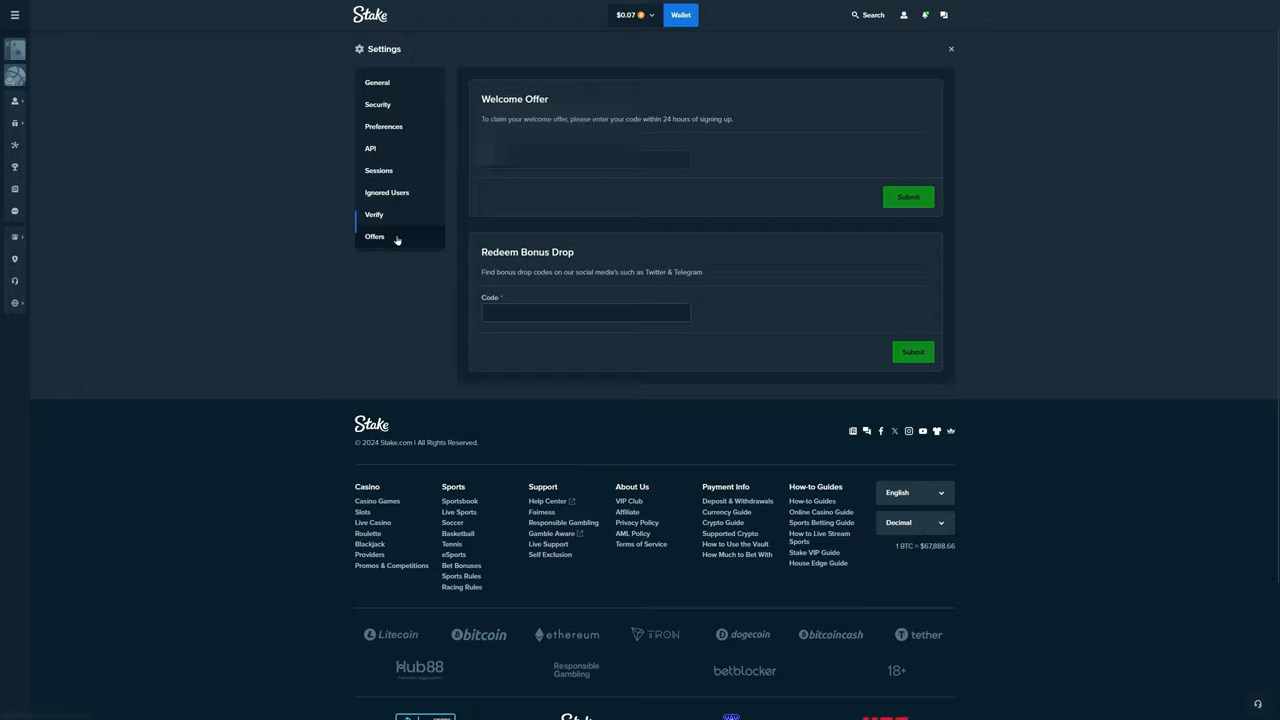 Stake
$0.07
Wallet
Search
Settings
General
Security
Preferences
API
Sessions
Ignored Users
Verify
Offers
Welcome Offer
To claim your welcome offer, please enter your code within 24 hours of signing up.
Submit
Redeem Bonus Drop
Find bonus drop codes on our social media's such as Twitter & Telegram
Code *
Submit
Stake
© 2024 Stake.com | All Rights Reserved.
Casino
Casino Games
Slots
Live Casino
Roulette
Blackjack
Providers
Promos & Competitions
Sports
Sportsbook
Live Sports
Soccer
Basketball
Tennis
eSports
Bet Bonuses
Sports Rules
Racing Rules
Support
Help Center
Fairness
Responsible Gambling
Gamble Aware
Live Support
Self Exclusion
About Us
VIP Club
Affiliate
Privacy Policy
AML Policy
Terms of Service
Payment Info
Deposit & Withdrawals
Currency Guide
Crypto Guide
Supported Crypto
How to Use the Vault
How Much to Bet With
How-to Guides
How-to Guides
Online Casino Guide
Sports Betting Guide
How to Live Stream
Sports
Stake VIP Guide
House Edge Guide
English
Decimal
1 BTC = $67,888.66
Litecoin
bitcoin
ethereum
TRON
dogecoin
bitcoincash
tether
Hub88
Responsible
Gambling
betblocker
18+